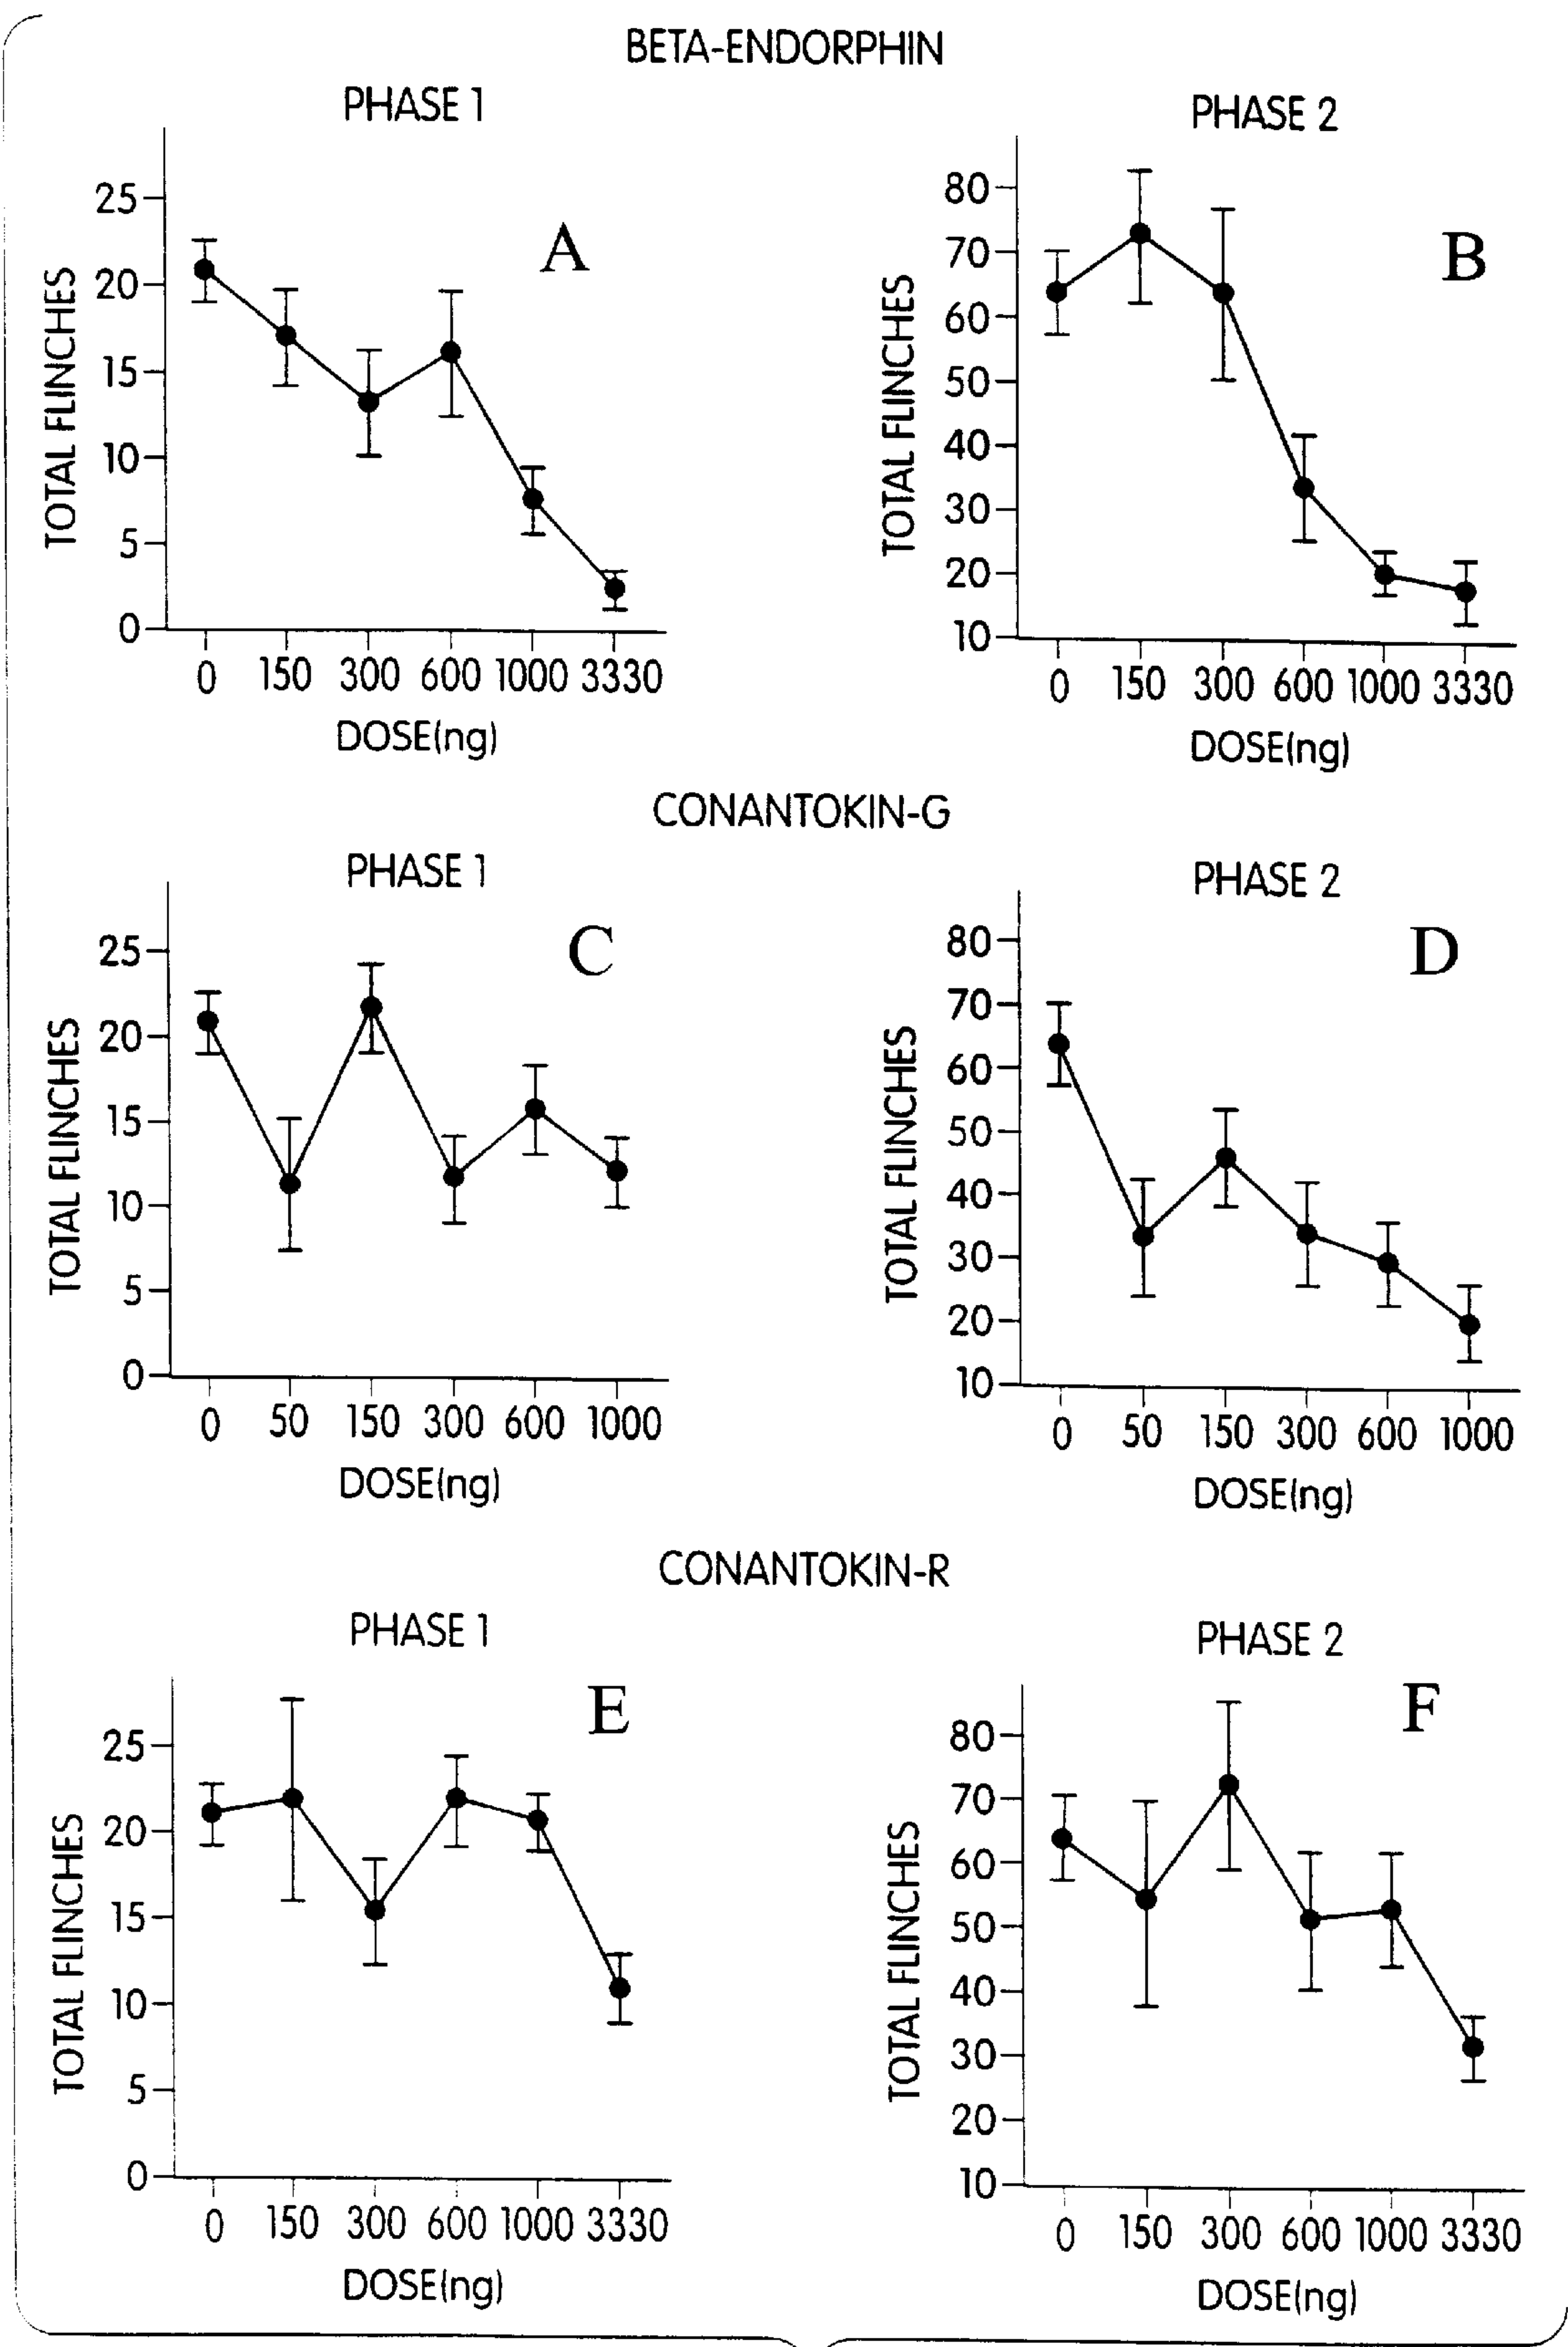 BETA-ENDORPHIN
PHASE 1
A
TOTAL FLINCHES
25
20
15
10
5
0
0 150 300 600 1000 3330
DOSE(ng)
PHASE 2
B
TOTAL FLINCHES
80
70
60
50
40
30
20
10
0 150 300 600 1000 3330
DOSE(ng)
CONANTOKIN-G
PHASE 1
C
TOTAL FLINCHES
25
20
15
10
5
0
0 50 150 300 600 1000
DOSE(ng)
PHASE 2
D
TOTAL FLINCHES
80
70
60
50
40
30
20
10
0 50 150 300 600 1000
DOSE(ng)
CONANTOKIN-R
PHASE 1
E
TOTAL FLINCHES
25
20
15
10
5
0
0 150 300 600 1000 3330
DOSE(ng)
PHASE 2
F
TOTAL FLINCHES
80
70
60
50
40
30
20
10
0 150 300 600 1000 3330
DOSE(ng)